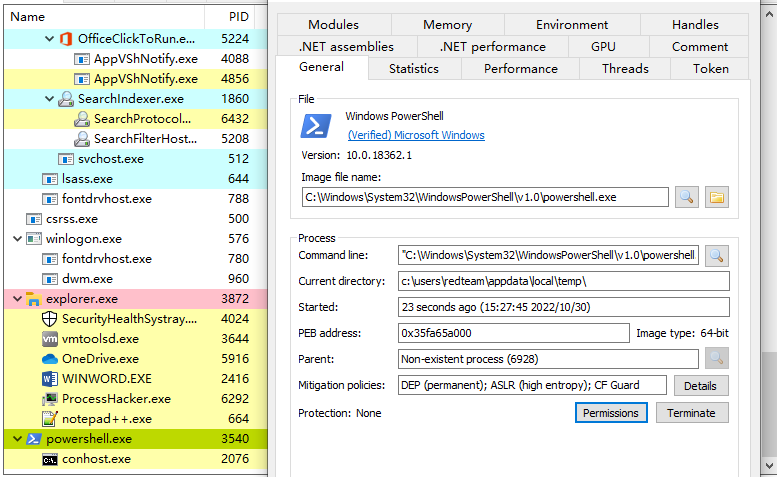 Name PID
OfficeClickToRun.e... 5224
AppVShNotify.exe 4088
AppVShNotify.exe 4856
SearchIndexer.exe 1860
SearchProtocol... 6432
SearchFilterHost... 5208
svchost.exe 512
lsass.exe 644
fontdrvhost.exe 788
csrss.exe 500
winlogon.exe 576
fontdrvhost.exe 780
dwm.exe 960
explorer.exe 3872
SecurityHealthSystray.... 4024
vm vmtoolsd.exe 3644
OneDrive.exe 5916
WINWORD.EXE 2416
ProcessHacker.exe 6292
notepad++.exe 664
powershell.exe 3540
conhost.exe 2076
Modules Memory Environment Handles
.NET assemblies .NET performance GPU Comment
General Statistics Performance Threads Token
File
Windows PowerShell
(Verified) Microsoft Windows
Version: 10.0.18362.1
Image file name:
C:\Windows\System32\WindowsPowerShell\v1.0\powershell.exe
Process
Command line: "C:\Windows\System32\WindowsPowerShell\v1.0\powershell
Current directory: c:\users\redteam\appdata\local\temp\
Started: 23 seconds ago (15:27:45 2022/10/30)
PEB address: 0x35fa65a000 Image type: 64-bit
Parent: Non-existent process (6928)
Mitigation policies: DEP (permanent); ASLR (high entropy); CF Guard Details
Protection: None Permissions Terminate